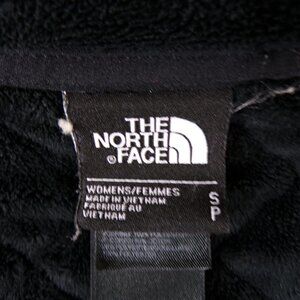 THE
NORTH
®FACE
WOMENS/FEMMES
MADE IN VIETNAM
FABRIQUÉ AU
VIETNAM
S
P